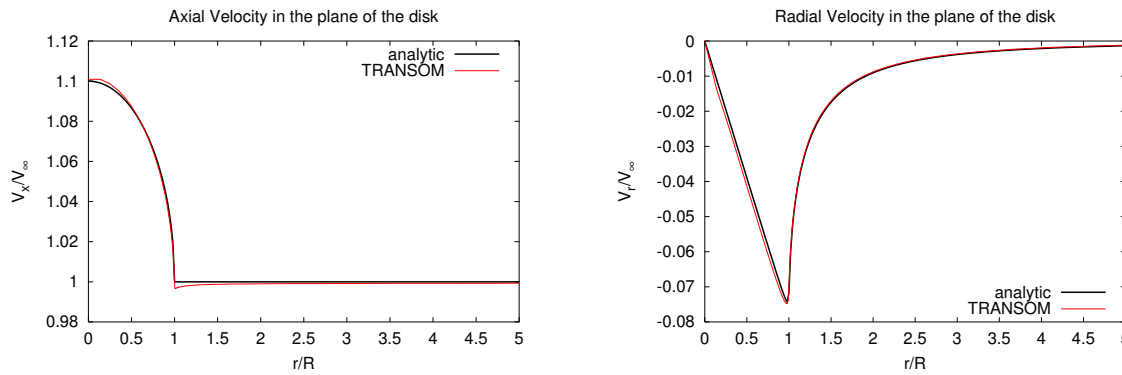 Axial Velocity in the plane of the disk
1.12
1.1
1.08
1.06
1.04
1.02
1
0.98
V_x/V_∞
analytic
TRANSOM
0 0.5 1 1.5 2 2.5 3 3.5 4 4.5 5
r/R
Radial Velocity in the plane of the disk
0
-0.01
-0.02
-0.03
-0.04
-0.05
-0.06
-0.07
-0.08
V_r/V_∞
analytic
TRANSOM
0 0.5 1 1.5 2 2.5 3 3.5 4 4.5 5
r/R